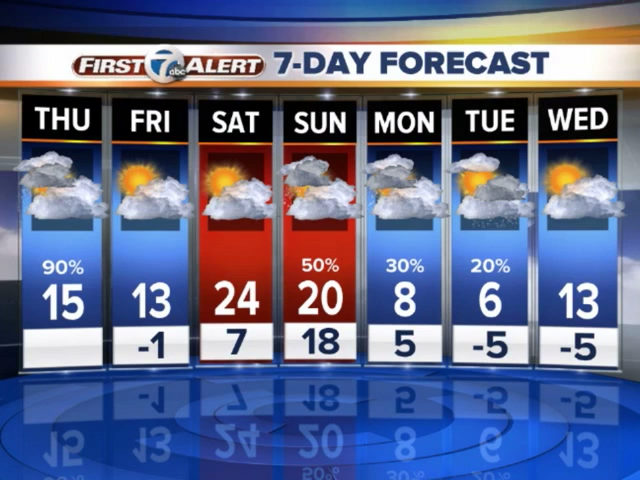 FIRST 7 abc ALERT 7-DAY FORECAST
THU FRI SAT SUN MON TUE WED
90% 50% 30% 20%
15 13 24 20 8 6 13
-1 7 18 5 -5 -5